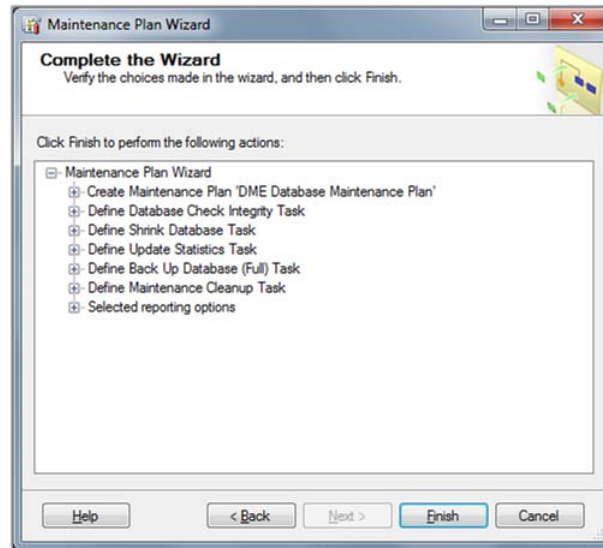 Maintenance Plan Wizard
Complete the Wizard
Verify the choices made in the wizard, and then click Finish.
Click Finish to perform the following actions:
Maintenance Plan Wizard
Create Maintenance Plan 'DME Database Maintenance Plan'
Define Database Check Integrity Task
Define Shrink Database Task
Define Update Statistics Task
Define Back Up Database (Full) Task
Define Maintenance Cleanup Task
Selected reporting options
Help
< Back
Next >
Finish
Cancel